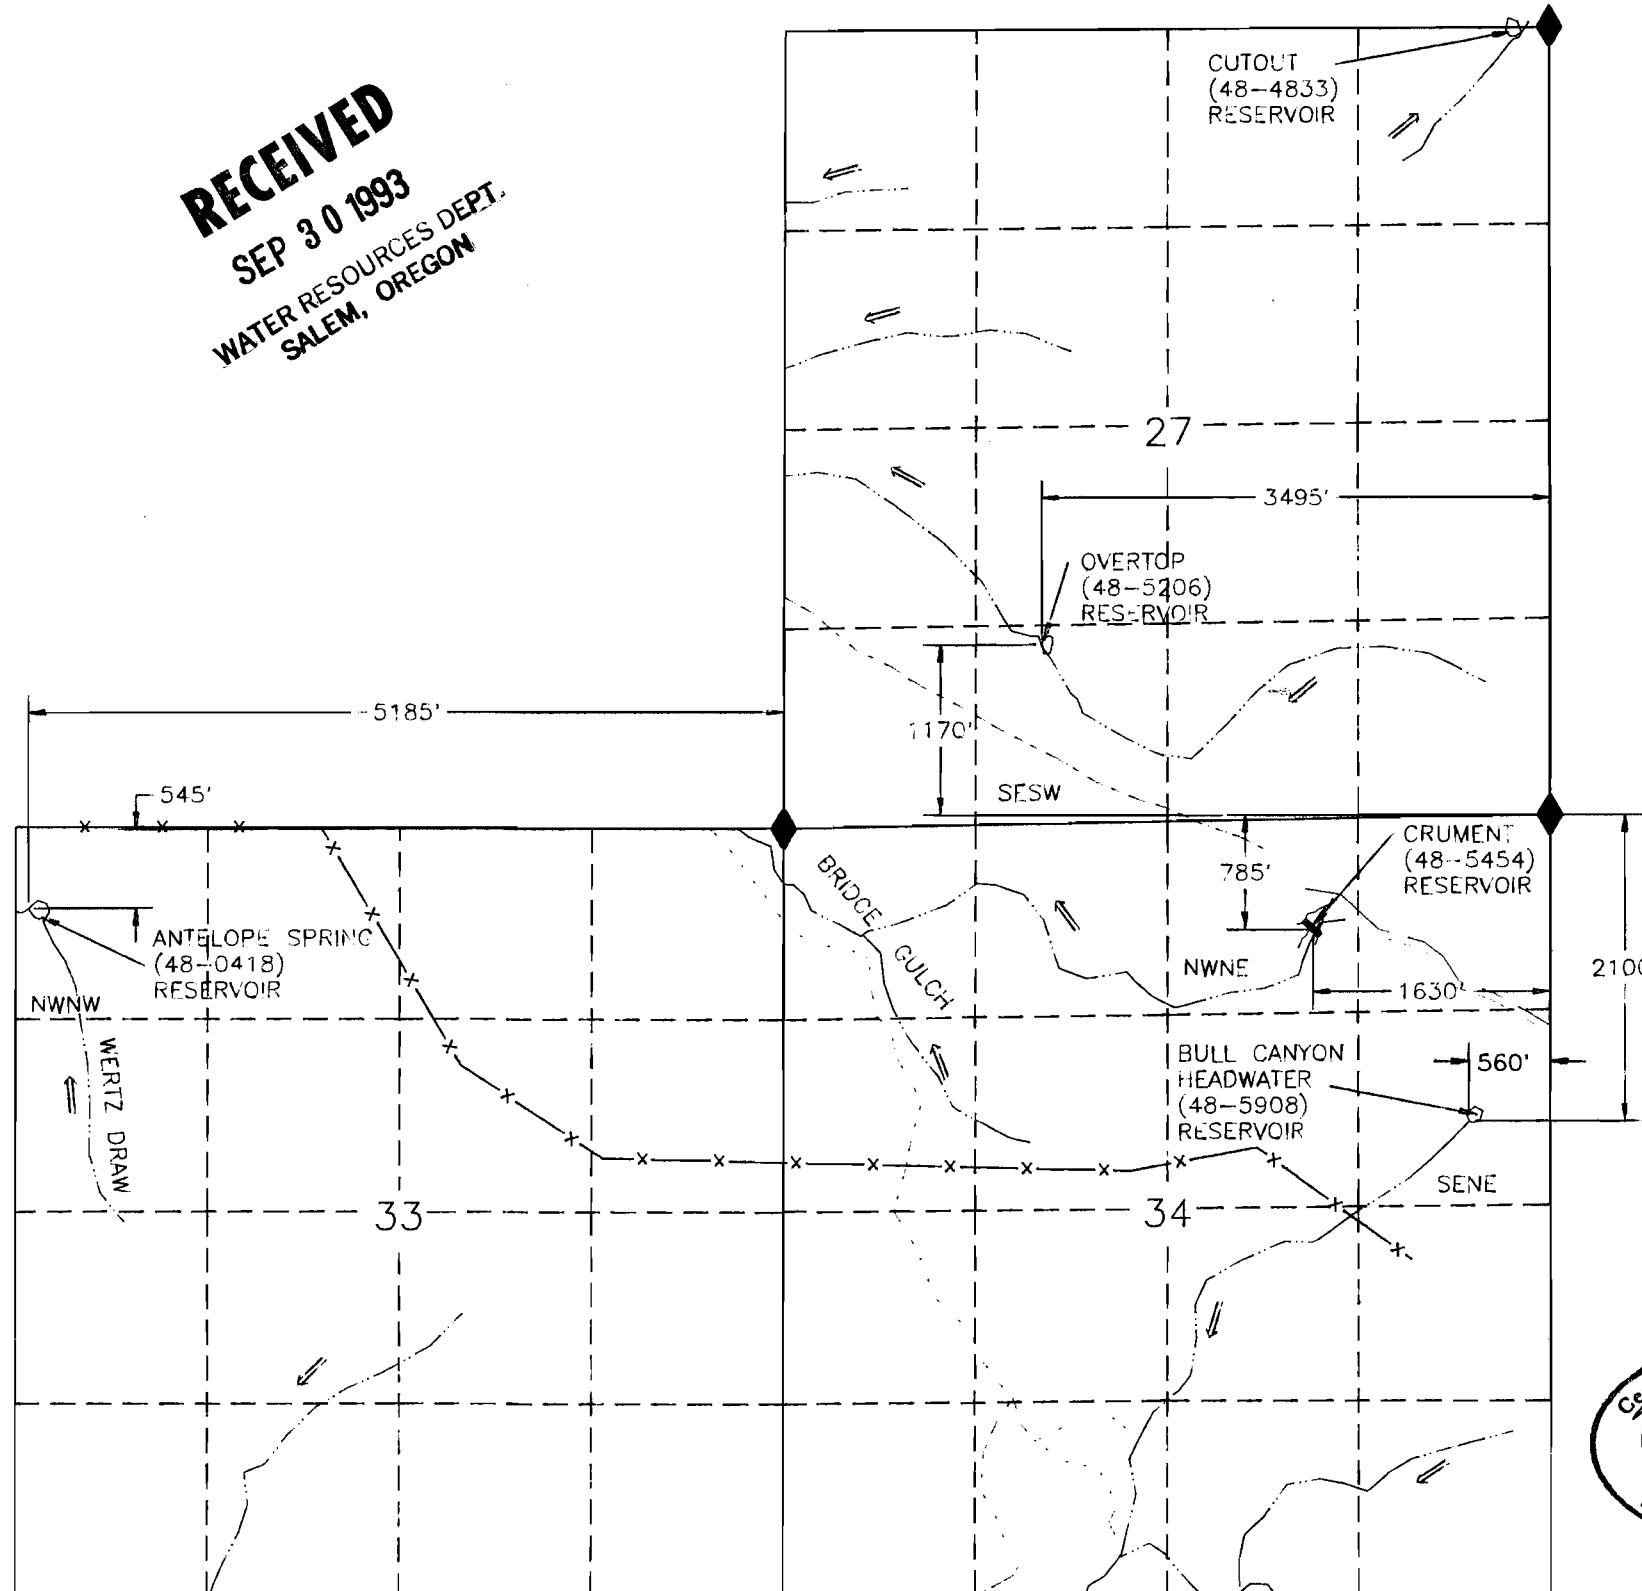 RECEIVED
SEP 30 1993
WATER RESOURCES DEPT.
SALEM, OREGON
CUTOUT
(48-4833)
RESERVOIR
27
3495'
OVERTOP
(48-5206)
RESERVOIR
5185'
1170'
545'
SESW
CRUMENT
(48-5454)
RESERVOIR
785'
BRIDGE
GULCH
ANTELOPE SPRING
(48-0418)
RESERVOIR
NWNW
NWNE
1630'
WERTZ DRAW
BULL CANYON
HEADWATER
(48-5908)
RESERVOIR
560'
SENE
33
34